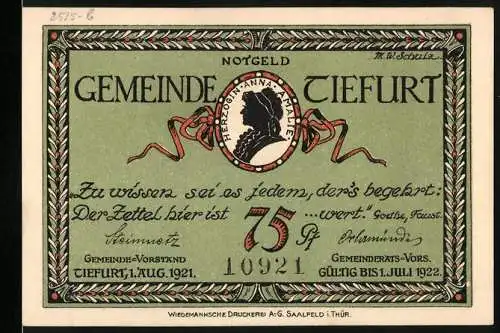 2515-6
NOTGELD
M. W. Schulz
GEMEINDE TIEFURT
HERZOGIN·ANNA·AMALIE·
„Zu wissen sei es jedem, der's begehrt:
Der Zettel hier ist 75 Pf ...wert." Goethe, Faust.
Steinmetz
GEMEINDE-VORSTAND
TIEFURT, 1. AUG. 1921.
10921
Orlamünde
GEMEINDERATS-VORS.
GÜLTIG BIS 1. JULI 1922.
WIEDEMANNSCHE DRUCKEREI A.-G. SAALFELD i. THÜR.